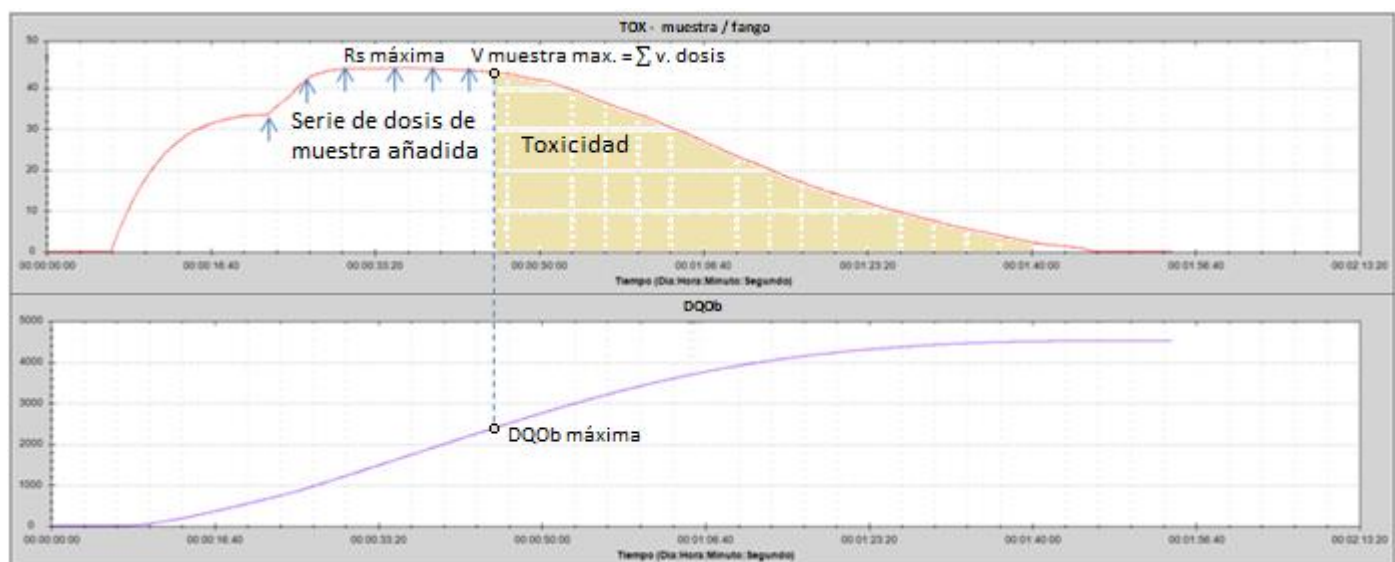 TOX - muestra / fango
50
Rs máxima V muestra max. = ∑ v. dosis
40
Serie de dosis de
muestra añadida
30
Toxicidad
20
10
0
00:00:00:00 00:00:16:40 00:00:33:20 00:00:50:00 00:01:06:40 00:01:23:20 00:01:40:00 00:01:56:40 00:02:13:20
Tiempo (Dia:Hora:Minuto:Segundo)
DQOb
5000
4000
3000
2000
DQOb máxima
1000
0
00:00:00:00 00:00:16:40 00:00:33:20 00:00:50:00 00:01:06:40 00:01:23:20 00:01:40:00 00:01:56:40 00:02:13:20
Tiempo (Dia:Hora:Minuto:Segundo)